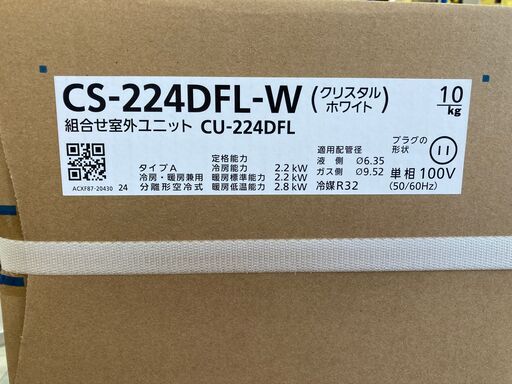 CS-224DFL-W (クリスタルホワイト) 10kg
組合せ室外ユニット CU-224DFL
ACXF87-20430 24
タイプA
冷房・暖房兼用
分離形空冷式
定格能力
冷房能力 2.2 kW
暖房標準能力 2.2 kW
暖房低温能力 2.8 kW
適用配管径
液 側 Ø6.35
ガス側 Ø9.52
冷媒R32
プラグの形状
単相100V
(50/60Hz)